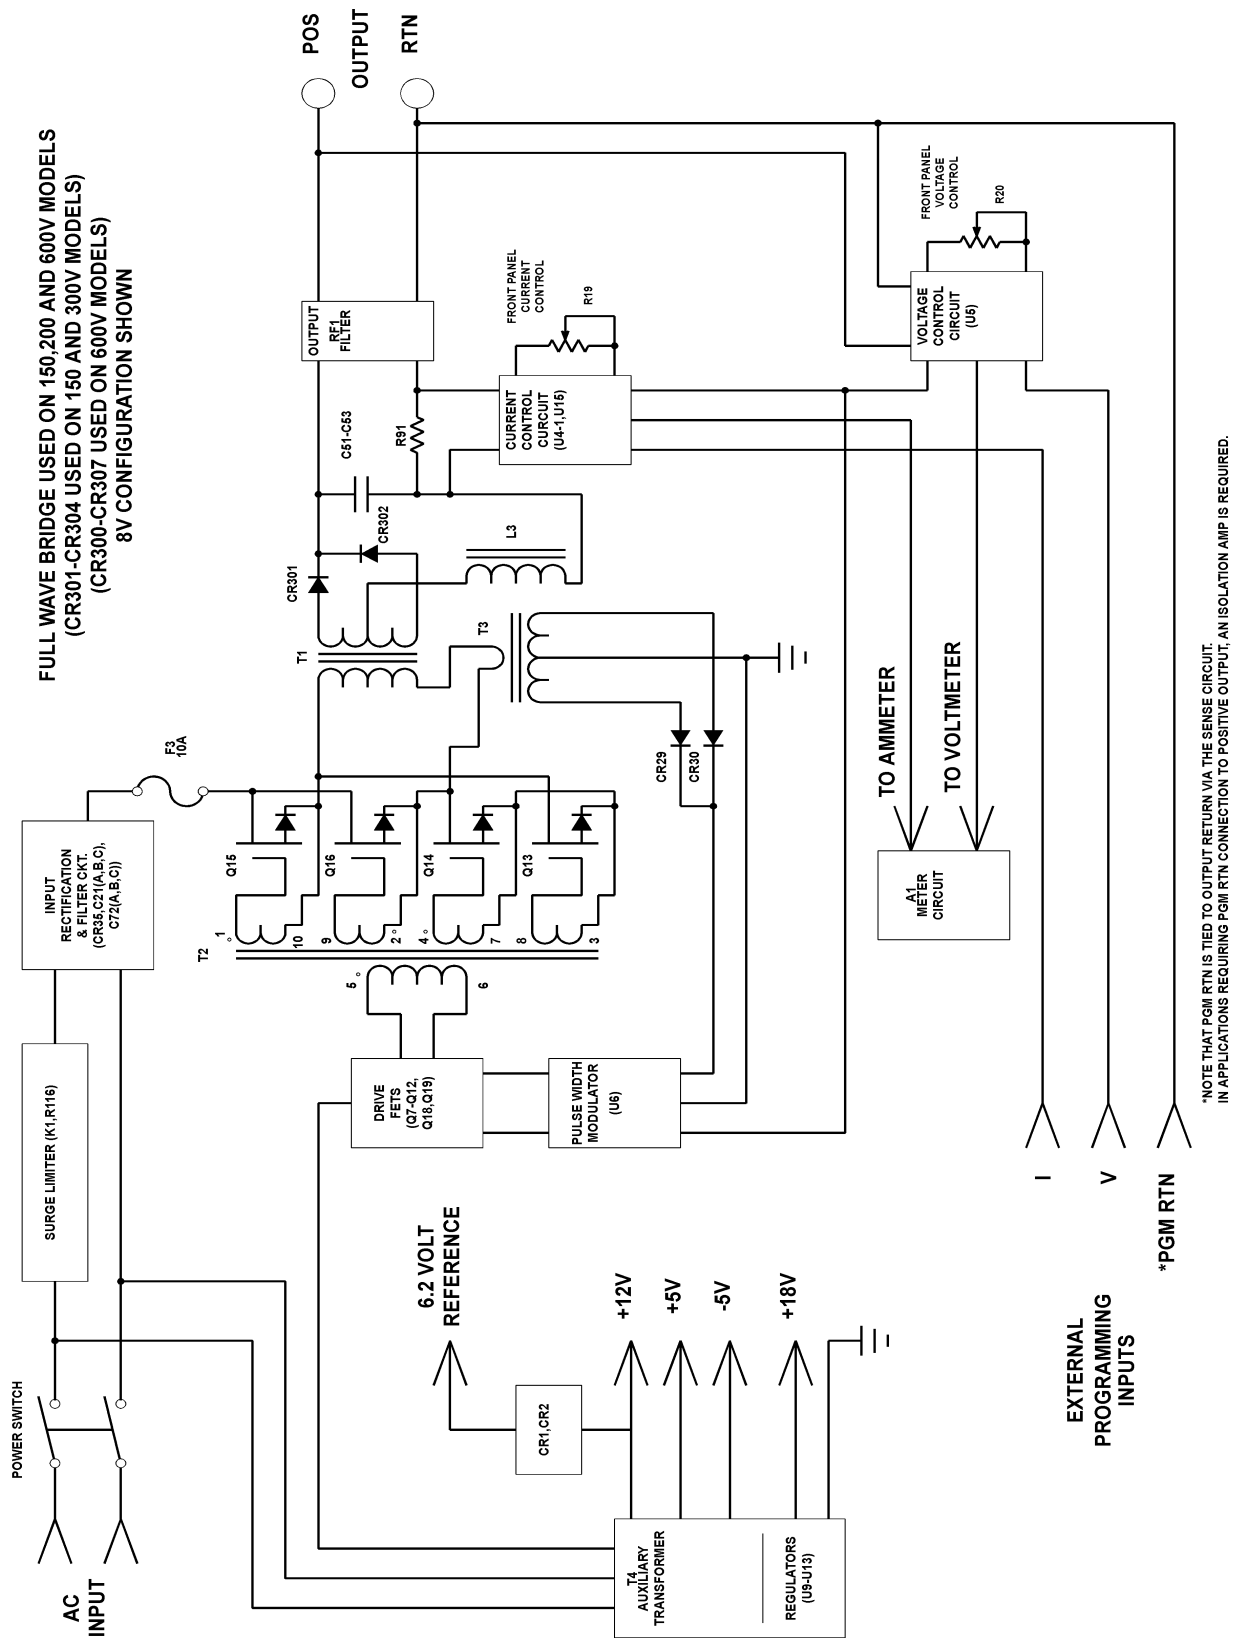 FULL WAVE BRIDGE USED ON 150,200 AND 600V MODELS
(CR301-CR304 USED ON 150 AND 300V MODELS)
(CR300-CR307 USED ON 600V MODELS)
8V CONFIGURATION SHOWN
AC
INPUT
POWER SWITCH
SURGE LIMITER (K1,R116)
INPUT
RECTIFICATION
& FILTER CKT.
(CR35,C21(A,B,C),
C72(A,B,C))
F3
10A
T2
1
10
9
2
4
7
8
3
5
6
Q15
Q16
Q14
Q13
T1
CR301
CR302
C51-C53
R91
L3
T3
CR29
CR30
OUTPUT
RF1
FILTER
POS
OUTPUT
RTN
FRONT PANEL
CURRENT
CONTROL
R19
CURRENT
CONTROL
CURCUIT
(U4-1,U15)
FRONT PANEL
VOLTAGE
CONTROL
R20
VOLTAGE
CONTROL
CIRCUIT
(U5)
DRIVE
FETS
(Q7-Q12,
Q18,Q19)
PULSE WIDTH
MODULATOR
(U6)
TO AMMETER
TO VOLTMETER
A1
METER
CIRCUIT
6.2 VOLT
REFERENCE
CR1,CR2
+12V
+5V
-5V
+18V
T4
AUXILIARY
TRANSFORMER
REGULATORS
(U9-U13)
EXTERNAL
PROGRAMMING
INPUTS
I
V
*PGM RTN
*NOTE THAT PGM RTN IS TIED TO OUTPUT RETURN VIA THE SENSE CIRCUIT.
IN APPLICATIONS REQUIRING PGM RTN CONNECTION TO POSITIVE OUTPUT, AN ISOLATION AMP IS REQUIRED.